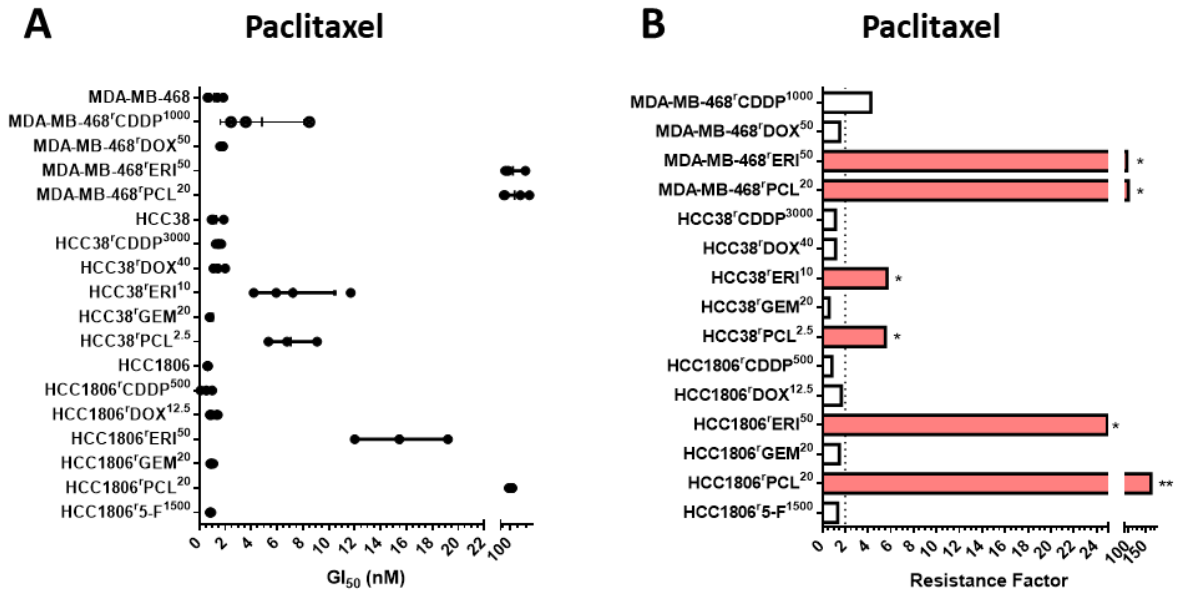 A
Paclitaxel
MDA-MB-468
MDA-MB-468ʳCDDP¹⁰⁰⁰
MDA-MB-468ʳDOX⁵⁰
MDA-MB-468ʳERI⁵⁰
MDA-MB-468ʳPCL²⁰
HCC38
HCC38ʳCDDP³⁰⁰⁰
HCC38ʳDOX⁴⁰
HCC38ʳERI¹⁰
HCC38ʳGEM²⁰
HCC38ʳPCL²·⁵
HCC1806
HCC1806ʳCDDP⁵⁰⁰
HCC1806ʳDOX¹²·⁵
HCC1806ʳERI⁵⁰
HCC1806ʳGEM²⁰
HCC1806ʳPCL²⁰
HCC1806ʳ5-F¹⁵⁰⁰
0 2 4 6 8 10 12 14 16 18 20 22 100
GI₅₀ (nM)
B
Paclitaxel
MDA-MB-468ʳCDDP¹⁰⁰⁰
MDA-MB-468ʳDOX⁵⁰
MDA-MB-468ʳERI⁵⁰ *
MDA-MB-468ʳPCL²⁰ *
HCC38ʳCDDP³⁰⁰⁰
HCC38ʳDOX⁴⁰
HCC38ʳERI¹⁰ *
HCC38ʳGEM²⁰
HCC38ʳPCL²·⁵ *
HCC1806ʳCDDP⁵⁰⁰
HCC1806ʳDOX¹²·⁵
HCC1806ʳERI⁵⁰ *
HCC1806ʳGEM²⁰
HCC1806ʳPCL²⁰ **
HCC1806ʳ5-F¹⁵⁰⁰
0 2 4 6 8 10 12 14 16 18 20 22 24 100 150
Resistance Factor